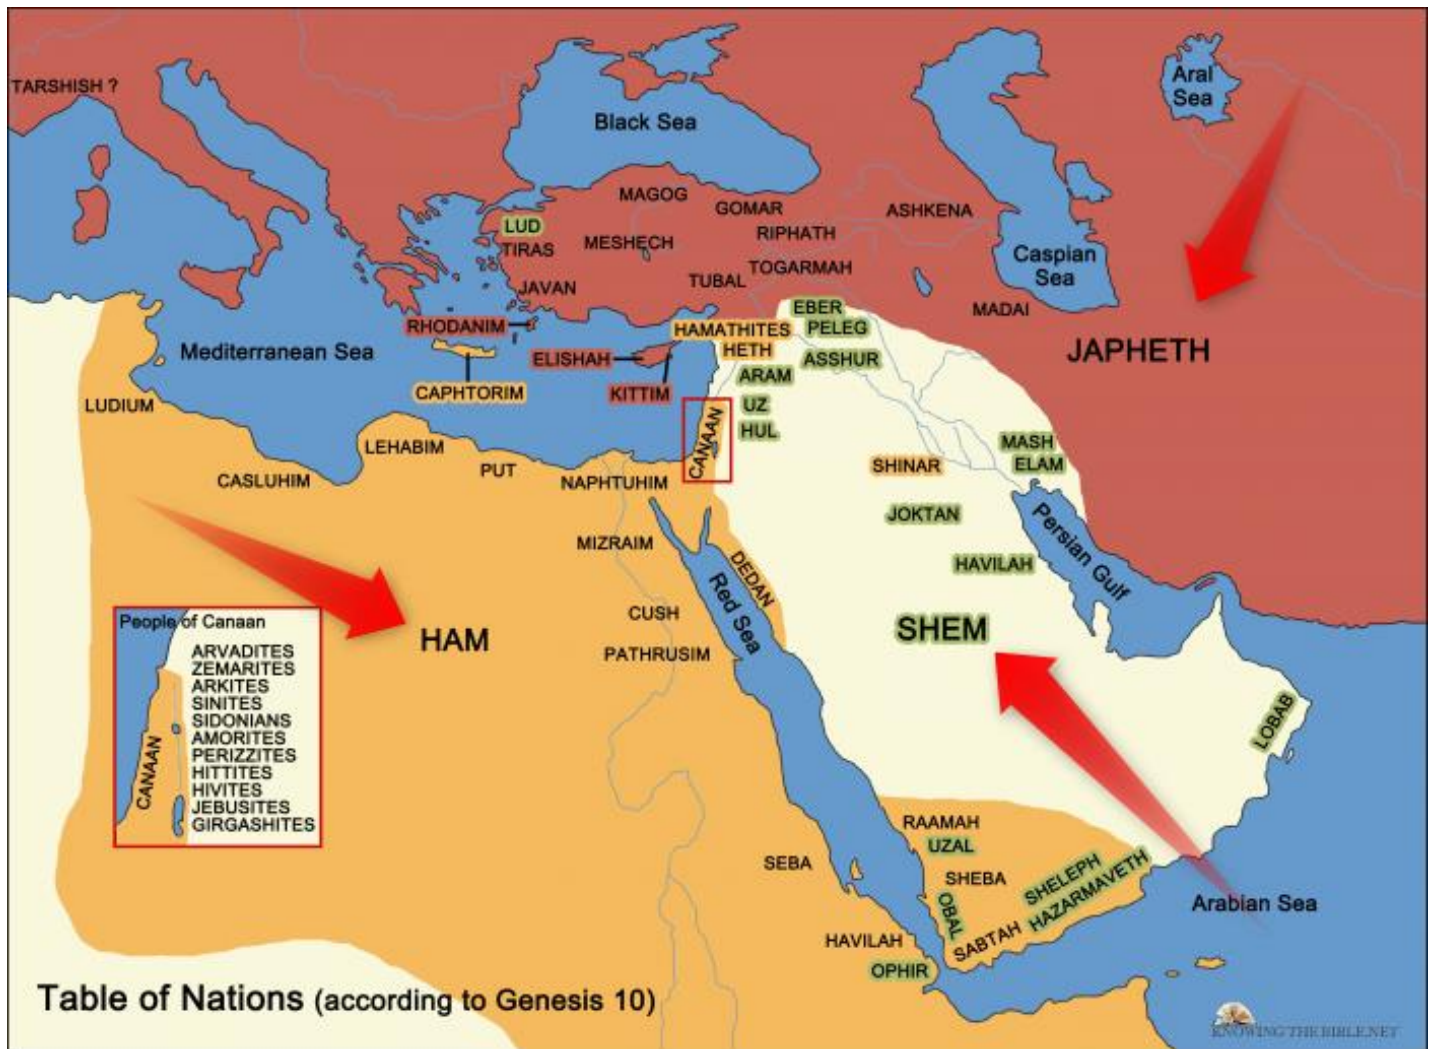 TARSHISH ?
Black Sea
Aral
Sea
MAGOG
GOMAR
ASHKENA
LUD
TIRAS
MESHECH
RIPHATH
TOGARMAH
TUBAL
JAVAN
Caspian
Sea
MADAI
EBER
PELEG
RHODANIM
HAMATHITES
HETH
ASSHUR
JAPHETH
Mediterranean Sea
ELISHAH
ARAM
CAPHTORIM
KITTIM
LUDIUM
UZ
HUL
CANAAN
LEHABIM
CASLUHIM
PUT
NAPHTUHIM
SHINAR
MASH
ELAM
JOKTAN
Persian Gulf
MIZRAIM
DEDAN
Red Sea
HAVILAH
CUSH
PATHRUSIM
HAM
SHEM
People of Canaan
ARVADITES
ZEMARITES
ARKITES
SINITES
SIDONIANS
AMORITES
PERIZZITES
HITTITES
HIVITES
JEBUSITES
GIRGASHITES
CANAAN
LOBAB
RAAMAH
UZAL
SEBA
SHEBA
SHELEPH
HAZARMAVETH
OBAL
SABTAH
Arabian Sea
HAVILAH
OPHIR
Table of Nations (according to Genesis 10)
KNOWING THE BIBLE.NET